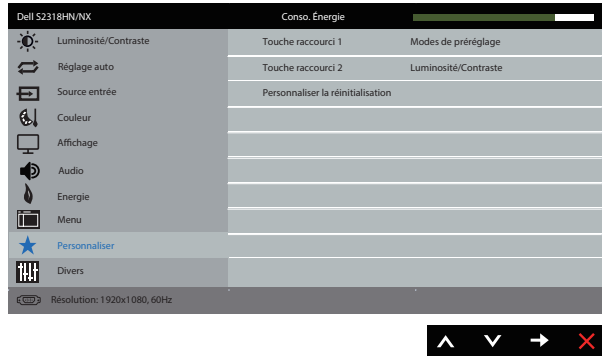 Dell S2318HN/NX Conso. Énergie
Luminosité/Contraste Touche raccourci 1 Modes de préréglage
Réglage auto Touche raccourci 2 Luminosité/Contraste
Source entrée Personnaliser la réinitialisation
Couleur
Affichage
Audio
Energie
Menu
Personnaliser
Divers
Résolution: 1920x1080, 60Hz